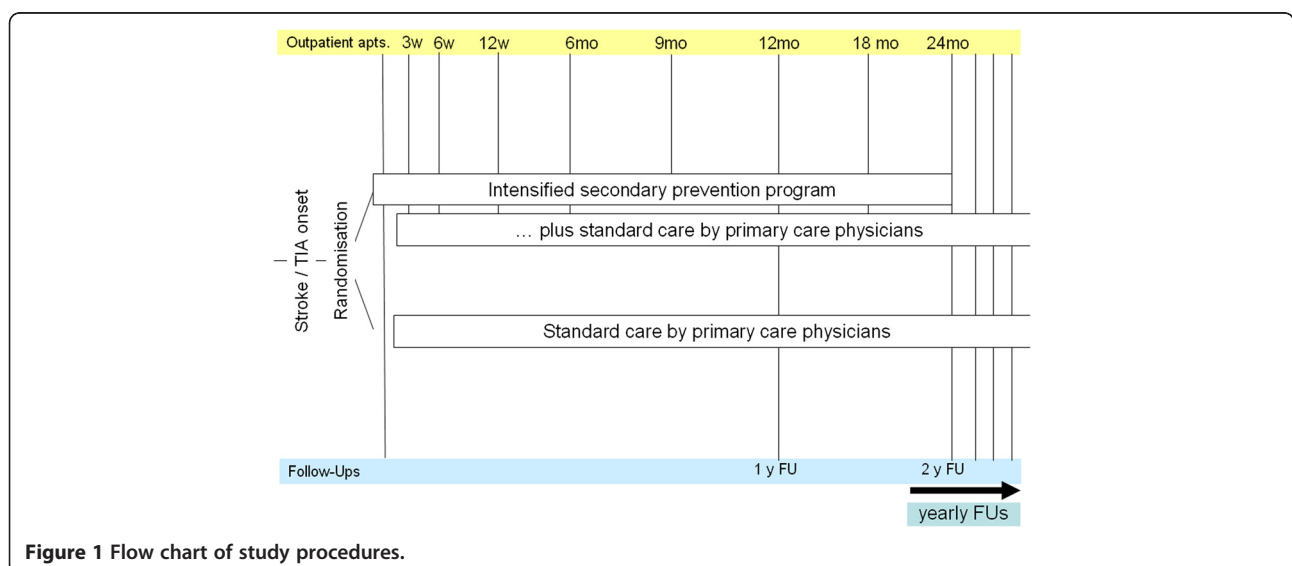 Outpatient apts. 3w 6w 12w 6mo 9mo 12mo 18 mo 24mo
Intensified secondary prevention program
... plus standard care by primary care physicians
Stroke / TIA onset
Randomisation
Standard care by primary care physicians
Follow-Ups 1 y FU 2 y FU
yearly FUs
Figure 1 Flow chart of study procedures.